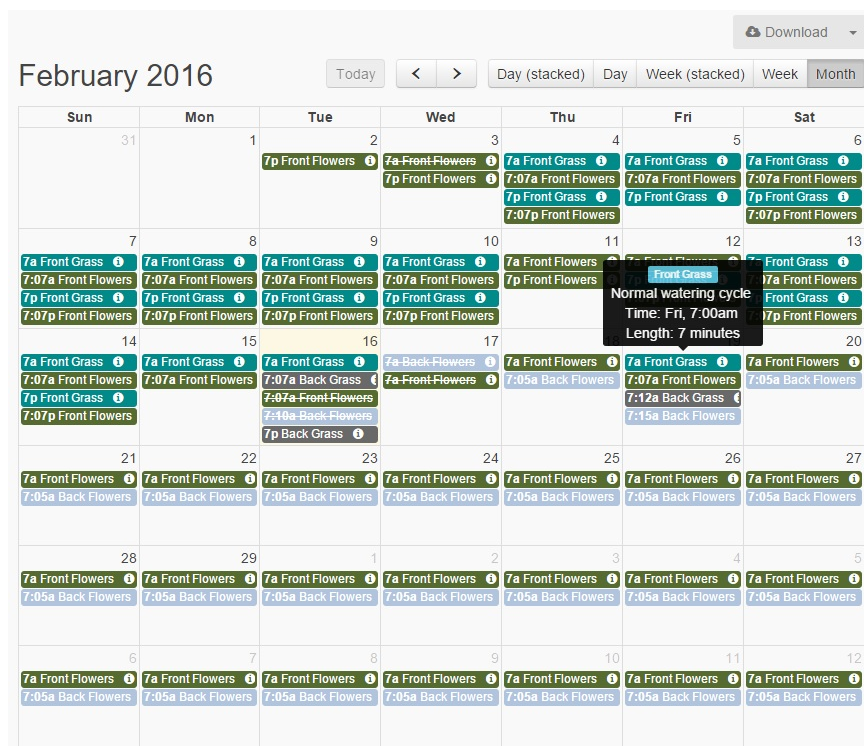 Download
February 2016
Today < > Day (stacked) Day Week (stacked) Week Month
Sun Mon Tue Wed Thu Fri Sat
31 1 2 3 4 5 6
7p Front Flowers 7a Front Flowers 7a Front Grass 7a Front Grass 7a Front Grass
7p Front Flowers 7:07a Front Flowers 7:07a Front Flowers 7:07a Front Flowers
7p Front Grass 7p Front Grass 7p Front Grass
7:07p Front Flowers 7:07p Front Flowers
7 8 9 10 11 12 13
7a Front Grass 7a Front Grass 7a Front Grass 7a Front Grass 7a Front Flowers 7a Front Flowers 7a Front Grass
7:07a Front Flowers 7:07a Front Flowers 7:07a Front Flowers 7:07a Front Flowers 7p Front Flowers Front Flowers
7p Front Grass 7p Front Grass 7p Front Grass 7p Front Grass Front Grass
7:07p Front Flowers 7:07p Front Flowers 7:07p Front Flowers 7:07p Front Flowers Front Flowers
Front Grass
Normal watering cycle
Time: Fri, 7:00am
Length: 7 minutes
14 15 16 17 20
7a Front Grass 7a Front Grass 7a Front Grass 7a Back Flowers 7a Front Flowers 7a Front Grass 7a Front Flowers
7:07a Front Flowers 7:07a Front Flowers 7:07a Back Grass 7a Front Flowers 7:05a Back Flowers 7:07a Front Flowers 7:05a Back Flowers
7p Front Grass 7:07a Front Flowers 7:12a Back Grass
7:07p Front Flowers 7:10a Back Flowers 7:15a Back Flowers
7p Back Grass
21 22 23 24 25 26 27
7a Front Flowers 7a Front Flowers 7a Front Flowers 7a Front Flowers 7a Front Flowers 7a Front Flowers 7a Front Flowers
7:05a Back Flowers 7:05a Back Flowers 7:05a Back Flowers 7:05a Back Flowers 7:05a Back Flowers 7:05a Back Flowers 7:05a Back Flowers
28 29 1 2 3 4 5
7a Front Flowers 7a Front Flowers 7a Front Flowers 7a Front Flowers 7a Front Flowers 7a Front Flowers 7a Front Flowers
7:05a Back Flowers 7:05a Back Flowers 7:05a Back Flowers 7:05a Back Flowers 7:05a Back Flowers 7:05a Back Flowers 7:05a Back Flowers
6 7 8 9 10 11 12
7a Front Flowers 7a Front Flowers 7a Front Flowers 7a Front Flowers 7a Front Flowers 7a Front Flowers 7a Front Flowers
7:05a Back Flowers 7:05a Back Flowers 7:05a Back Flowers 7:05a Back Flowers 7:05a Back Flowers 7:05a Back Flowers 7:05a Back Flowers